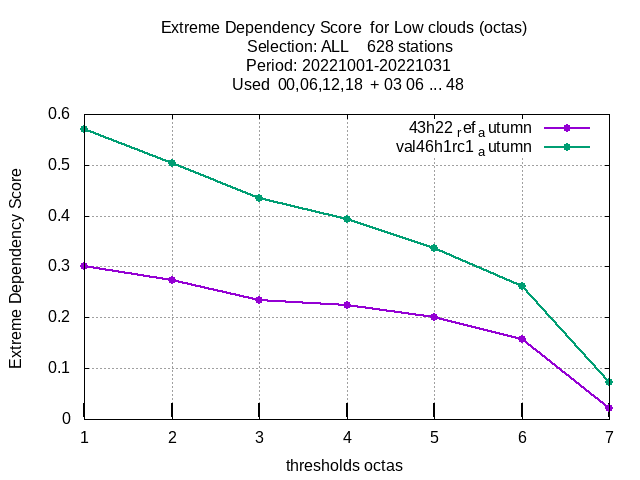 Extreme Dependency Score  for Low clouds (octas)
Selection: ALL    628 stations
Period: 20221001-20221031
Used  00,06,12,18  + 03 06 ... 48
43h22 ref a utumn
val46h1rc1 a utumn
Extreme Dependency Score
0.6
0.5
0.4
0.3
0.2
0.1
0
1 2 3 4 5 6 7
thresholds octas